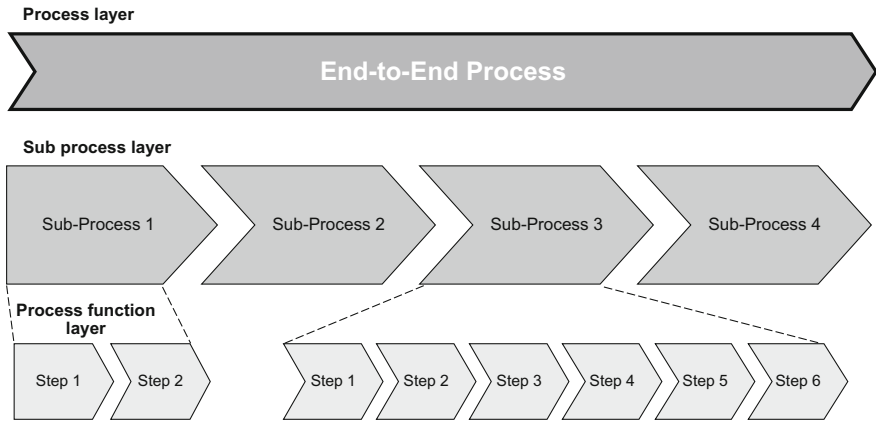 Process layer
End-to-End Process
Sub process layer
Sub-Process 1
Sub-Process 2
Sub-Process 3
Sub-Process 4
Process function
layer
Step 1
Step 2
Step 1
Step 2
Step 3
Step 4
Step 5
Step 6